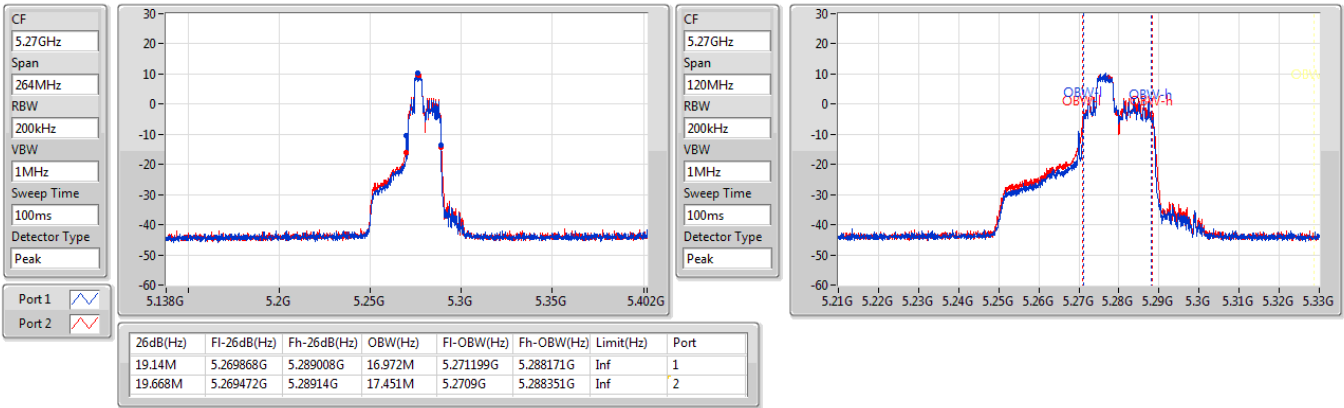 CF
5.27GHz
Span
264MHz
RBW
200kHz
VBW
1MHz
Sweep Time
100ms
Detector Type
Peak
Port 1
Port 2
30
20
10
0
-10
-20
-30
-40
-50
-60
5.138G 5.2G 5.25G 5.3G 5.35G 5.402G
CF
5.27GHz
Span
120MHz
RBW
200kHz
VBW
1MHz
Sweep Time
100ms
Detector Type
Peak
30
20
10
0
-10
-20
-30
-40
-50
-60
OBW-h
OBW-h
5.21G 5.22G 5.23G 5.24G 5.25G 5.26G 5.27G 5.28G 5.29G 5.3G 5.31G 5.32G 5.33G
26dB(Hz) Fl-26dB(Hz) Fh-26dB(Hz) OBW(Hz) Fl-OBW(Hz) Fh-OBW(Hz) Limit(Hz) Port
19.14M 5.269868G 5.289008G 16.972M 5.271199G 5.288171G Inf 1
19.668M 5.269472G 5.28914G 17.451M 5.2709G 5.288351G Inf 2